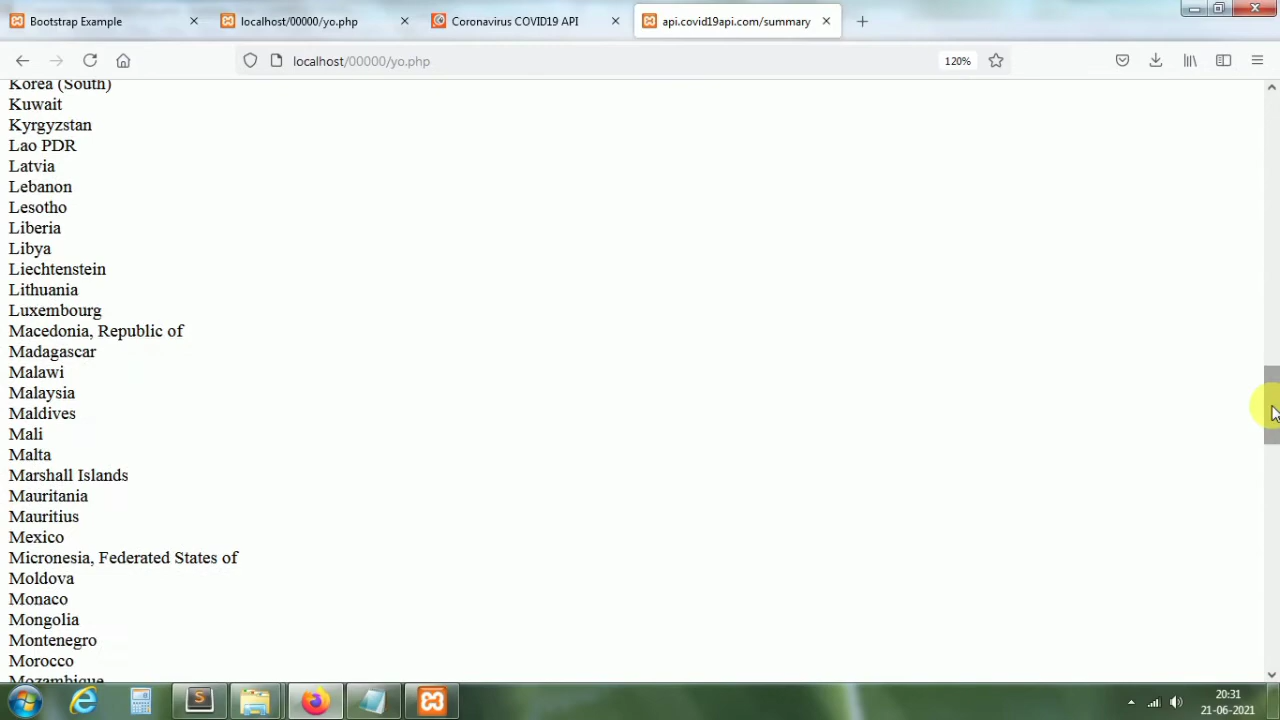 Bootstrap Example
localhost/00000/yo.php
Coronavirus COVID19 API
api.covid19api.com/summary
localhost/00000/yo.php
120%
Korea (South)
Kuwait
Kyrgyzstan
Lao PDR
Latvia
Lebanon
Lesotho
Liberia
Libya
Liechtenstein
Lithuania
Luxembourg
Macedonia, Republic of
Madagascar
Malawi
Malaysia
Maldives
Mali
Malta
Marshall Islands
Mauritania
Mauritius
Mexico
Micronesia, Federated States of
Moldova
Monaco
Mongolia
Montenegro
Morocco
Mozambique
20:31
21-06-2021